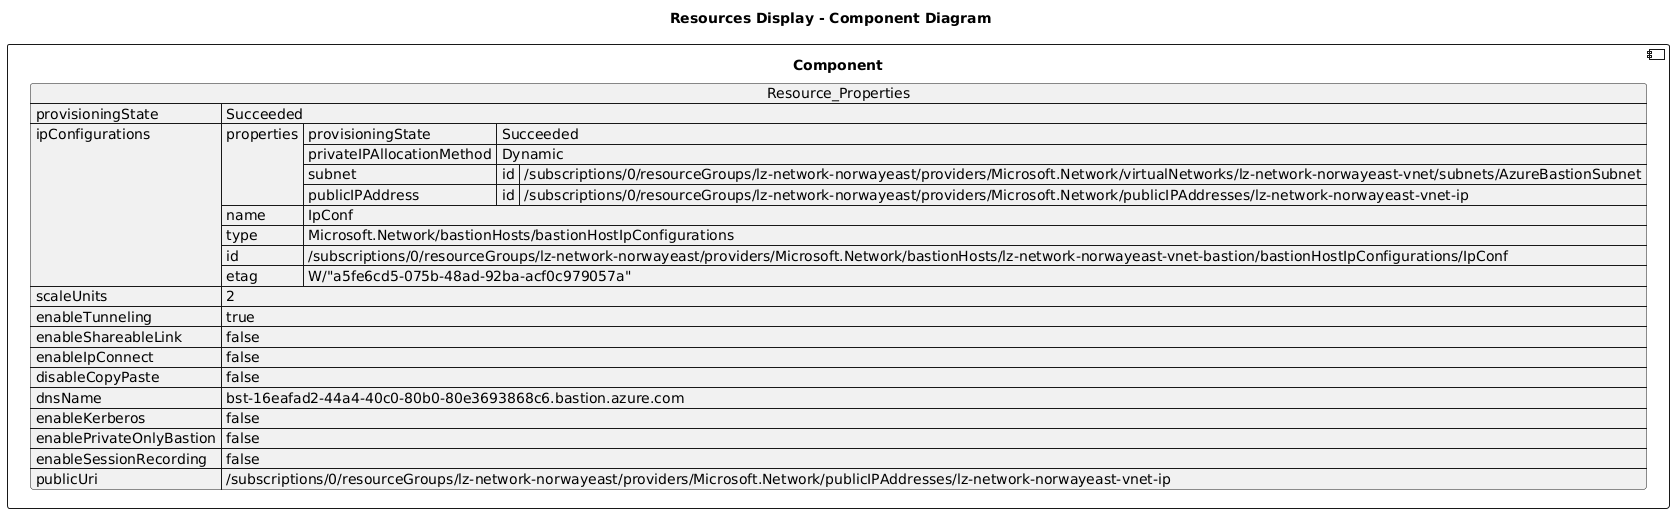 Resources Display - Component Diagram
Component
Resource_Properties
provisioningState Succeeded
ipConfigurations properties provisioningState Succeeded
privateIPAllocationMethod Dynamic
subnet id /subscriptions/0/resourceGroups/lz-network-norwayeast/providers/Microsoft.Network/virtualNetworks/lz-network-norwayeast-vnet/subnets/AzureBastionSubnet
publicIPAddress id /subscriptions/0/resourceGroups/lz-network-norwayeast/providers/Microsoft.Network/publicIPAddresses/lz-network-norwayeast-vnet-ip
name IpConf
type Microsoft.Network/bastionHosts/bastionHostIpConfigurations
id /subscriptions/0/resourceGroups/lz-network-norwayeast/providers/Microsoft.Network/bastionHosts/lz-network-norwayeast-vnet-bastion/bastionHostIpConfigurations/IpConf
etag W/"a5fe6cd5-075b-48ad-92ba-acf0c979057a"
scaleUnits 2
enableTunneling true
enableShareableLink false
enableIpConnect false
disableCopyPaste false
dnsName bst-16eafad2-44a4-40c0-80b0-80e3693868c6.bastion.azure.com
enableKerberos false
enablePrivateOnlyBastion false
enableSessionRecording false
publicUri /subscriptions/0/resourceGroups/lz-network-norwayeast/providers/Microsoft.Network/publicIPAddresses/lz-network-norwayeast-vnet-ip